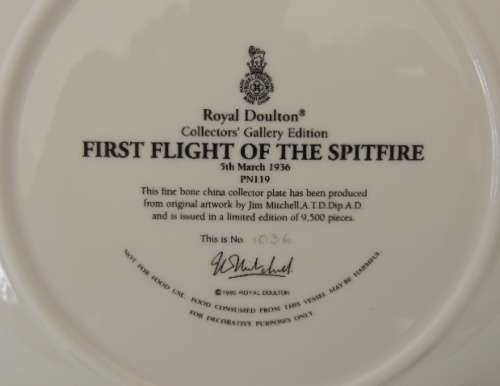 Royal Doulton®
Collectors' Gallery Edition
FIRST FLIGHT OF THE SPITFIRE
5th March 1936
PN119
This fine bone china collector plate has been produced
from original artwork by Jim Mitchell,A.T.D.Dip.A.D.
and is issued in a limited edition of 9,500 pieces.
This is No. 1036
© ROYAL DOULTON
NOT FOR FOOD USE. FOOD CONSUMED FROM THIS VESSEL MAY BE HARMFUL.
FOR DECORATIVE PURPOSES ONLY.